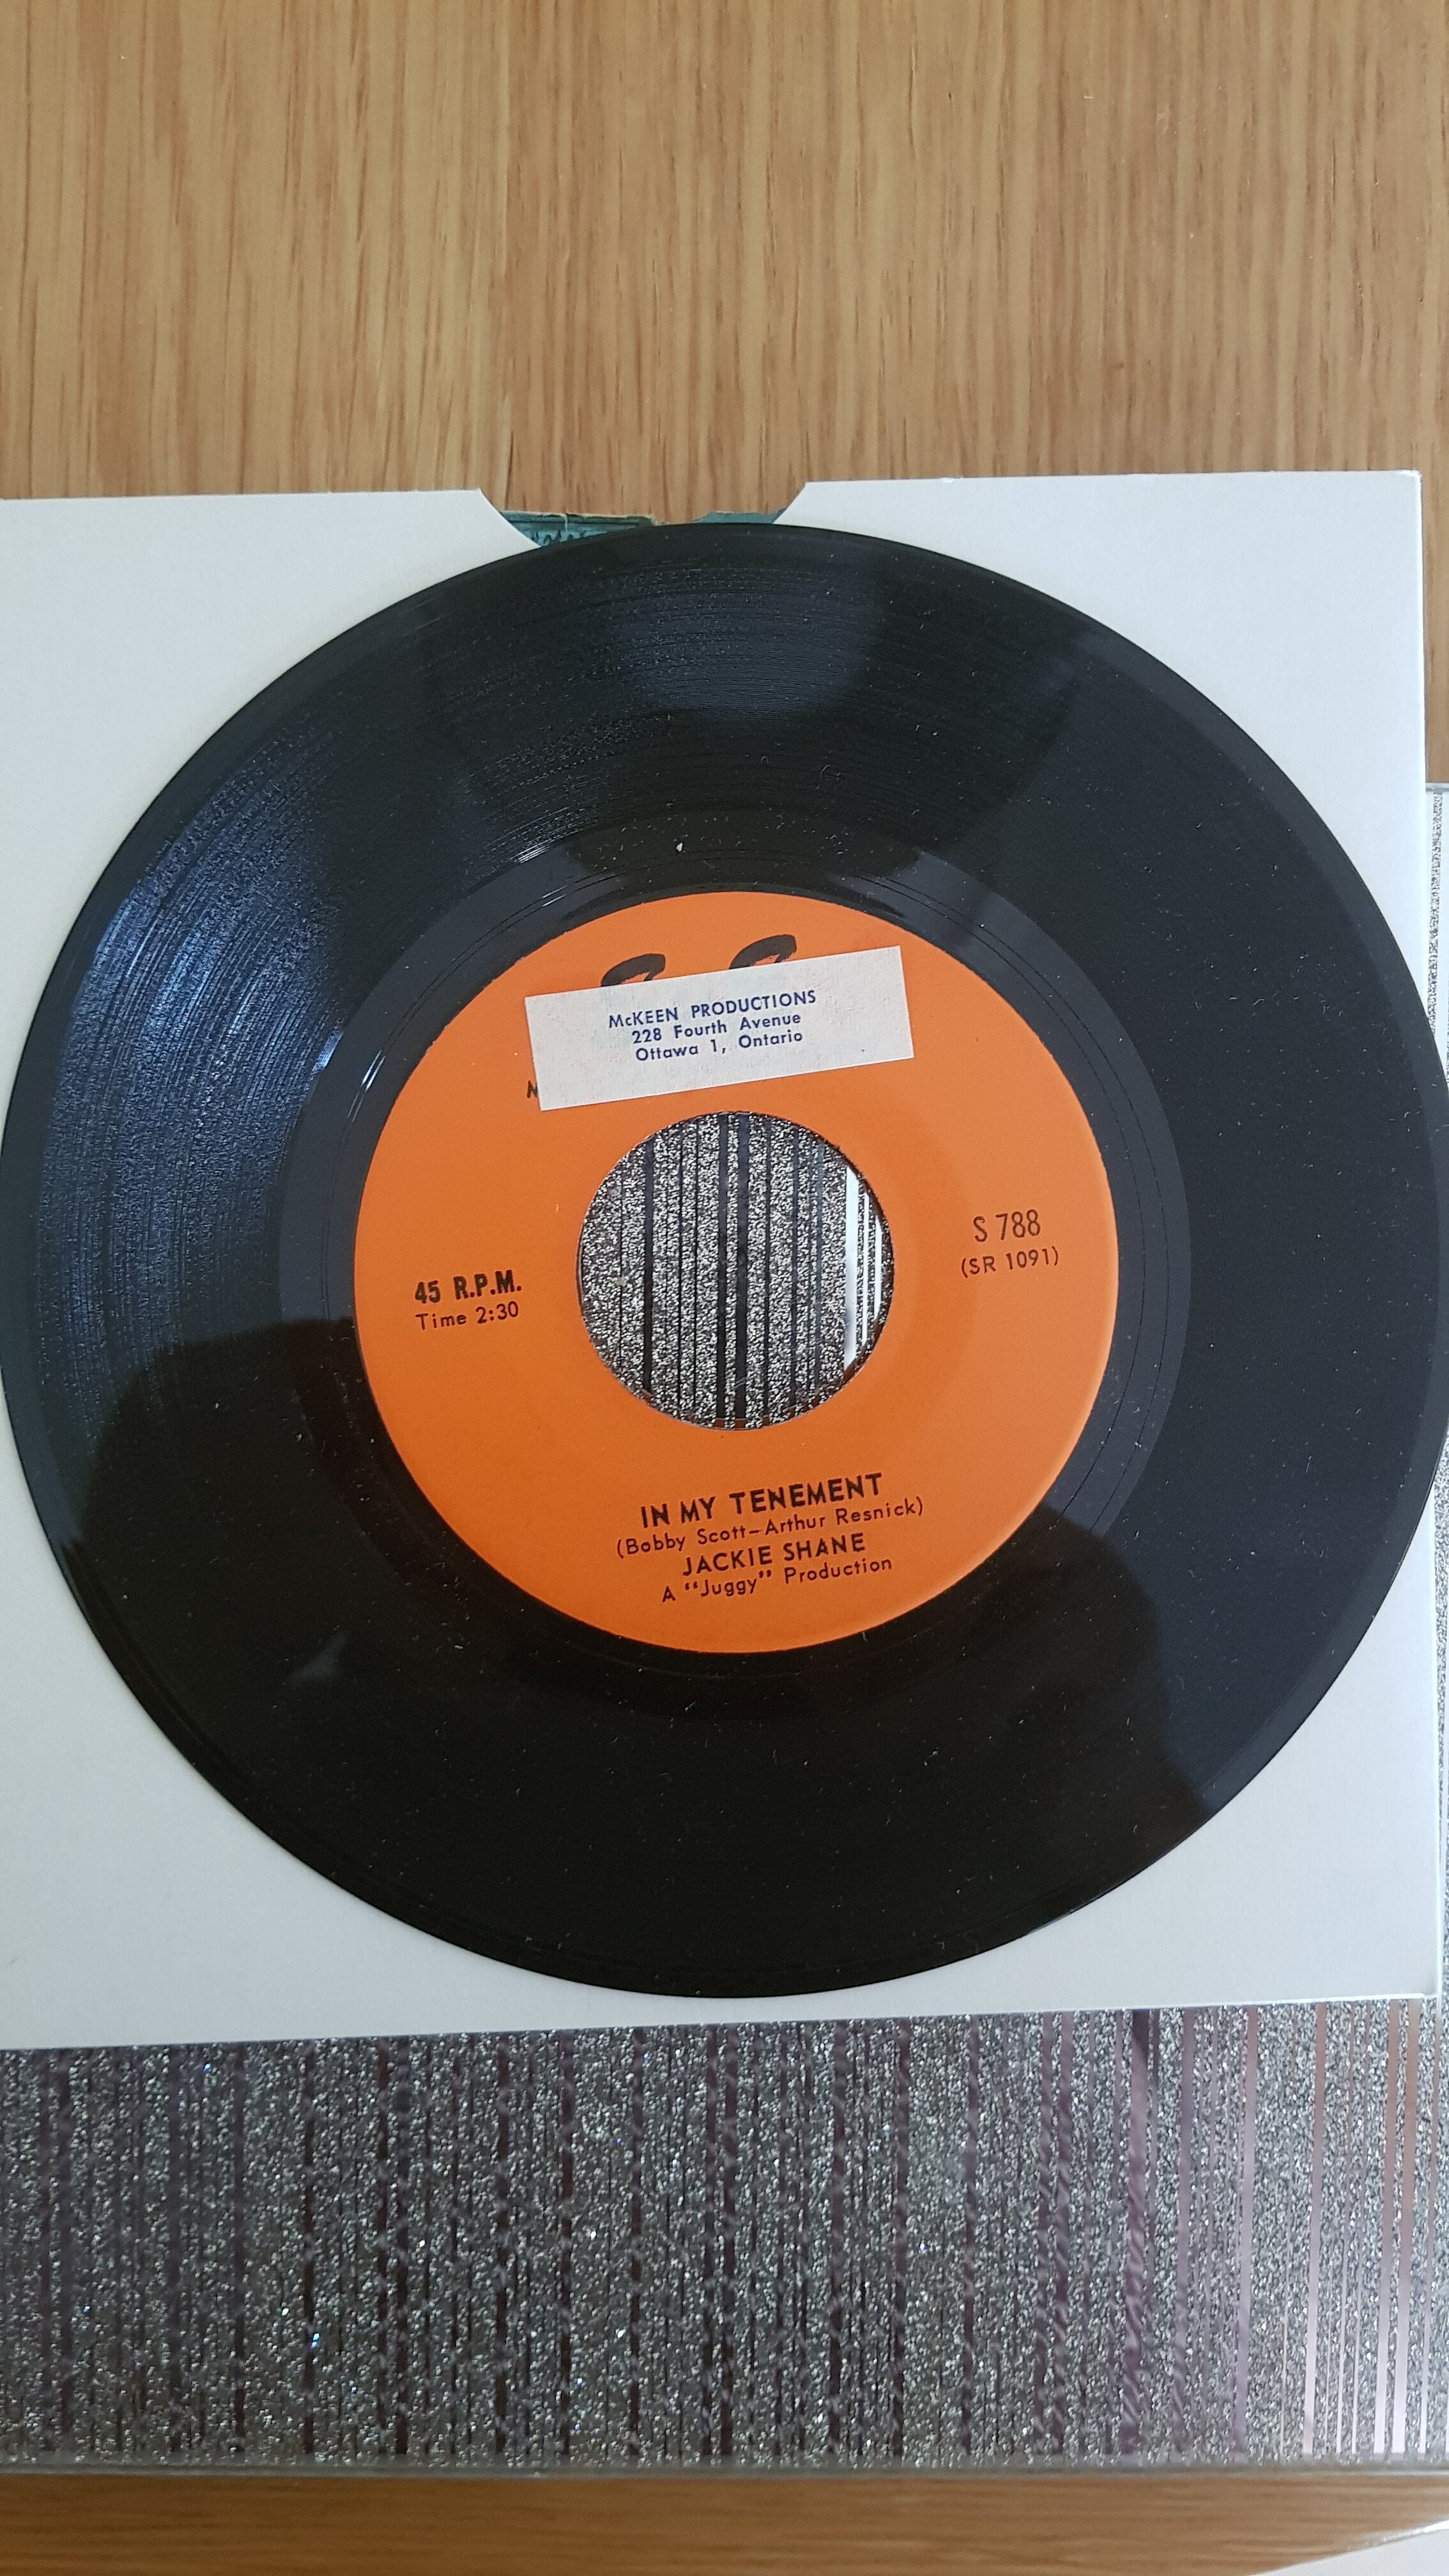 McKEEN PRODUCTIONS
228 Fourth Avenue
Ottawa 1, Ontario
S 788
(SR 1091)
45 R.P.M.
Time 2:30
IN MY TENEMENT
(Bobby Scott-Arthur Resnick)
JACKIE SHANE
A "Juggy" Production